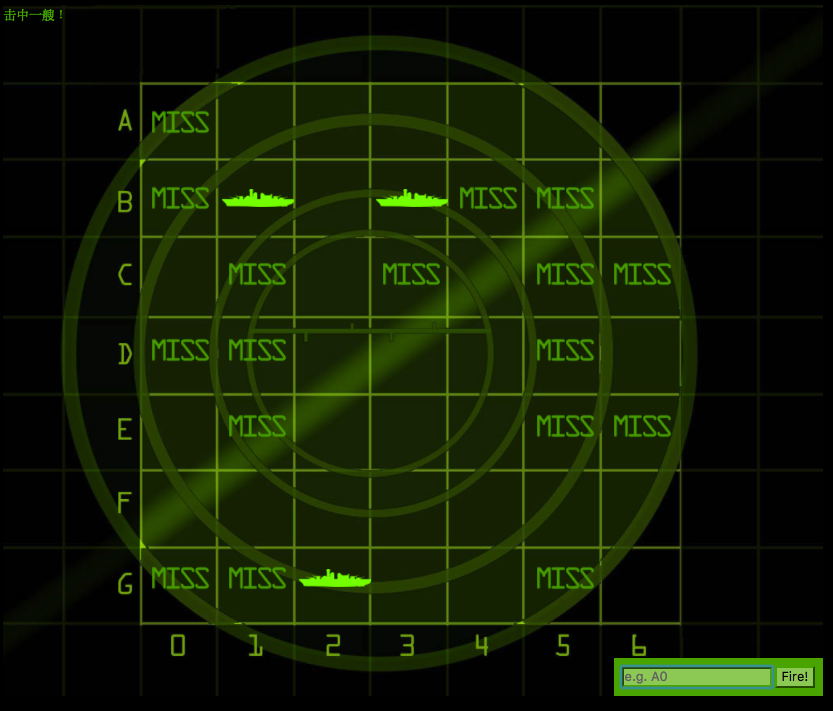 击中一艘！
A MISS
B MISS MISS MISS
C MISS MISS MISS MISS
D MISS MISS MISS
E MISS MISS MISS
F
G MISS MISS MISS
0 1 2 3 4 5 6
e.g. A0 Fire!